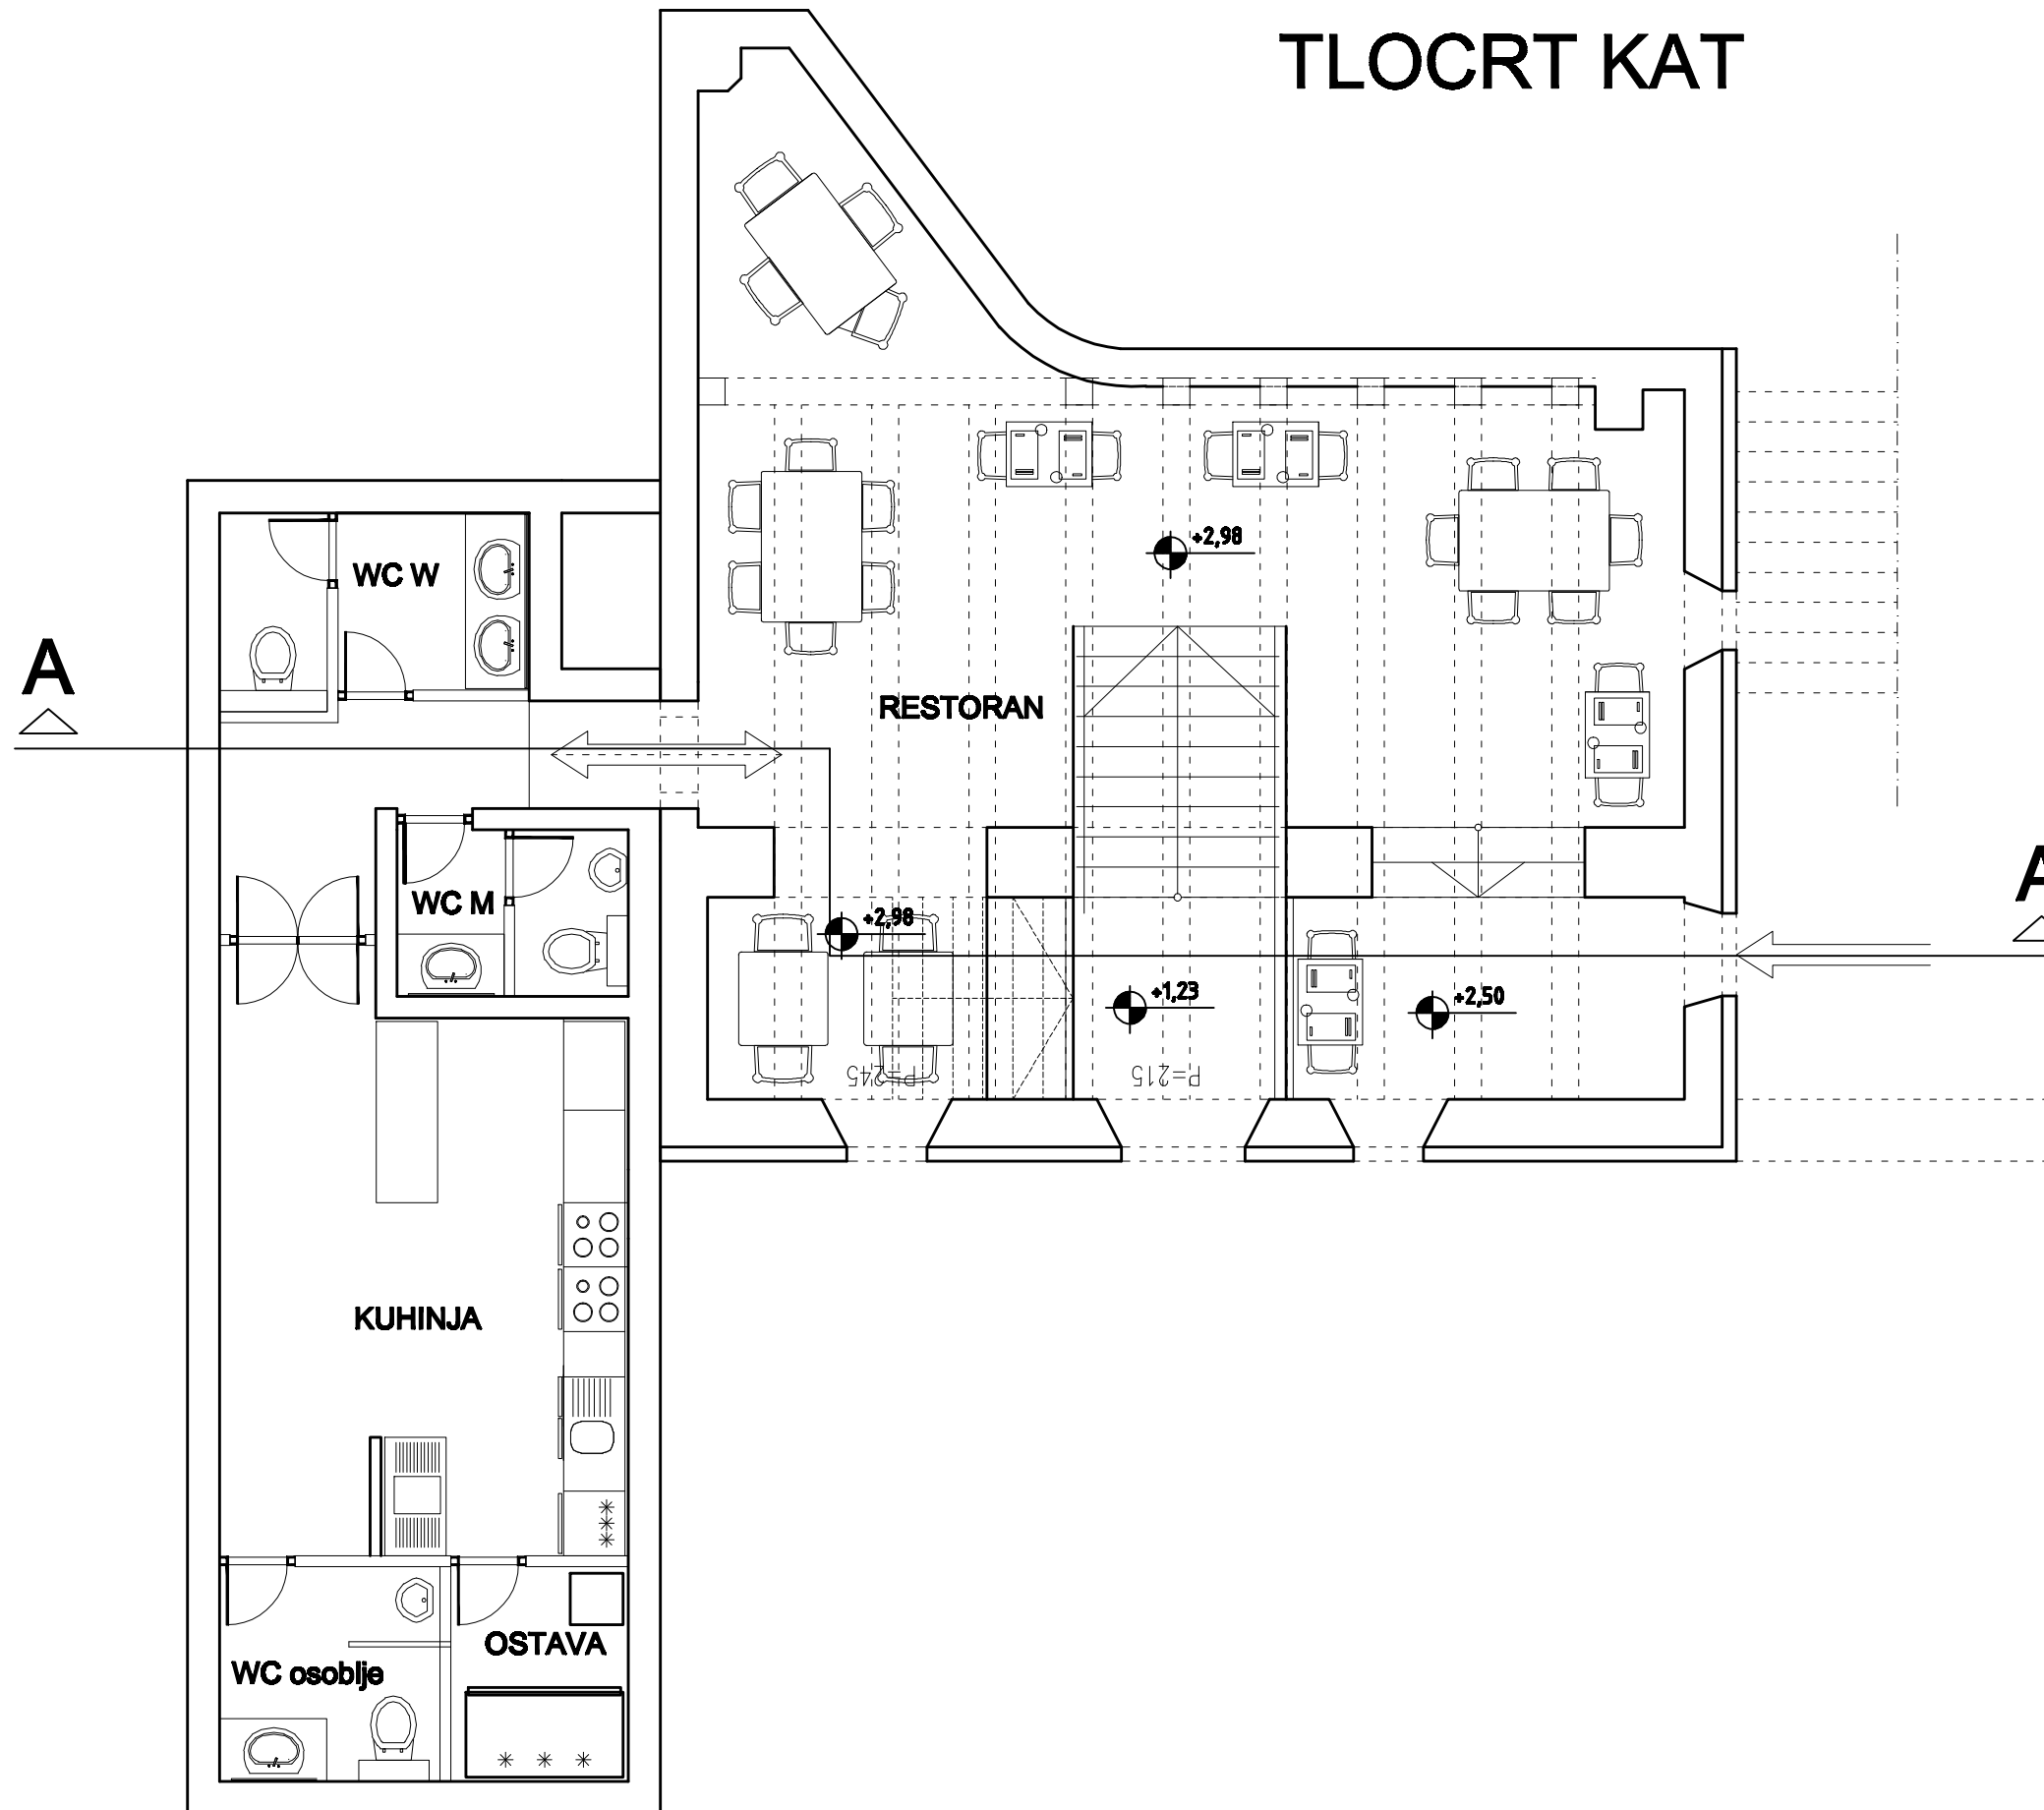 TLOCRT KAT
+2,98
WC W
A
RESTORAN
A
WC M
+2,98
+1,23
+2,50
P=245
P=215
KUHINJA
OSTAVA
WC osoblje